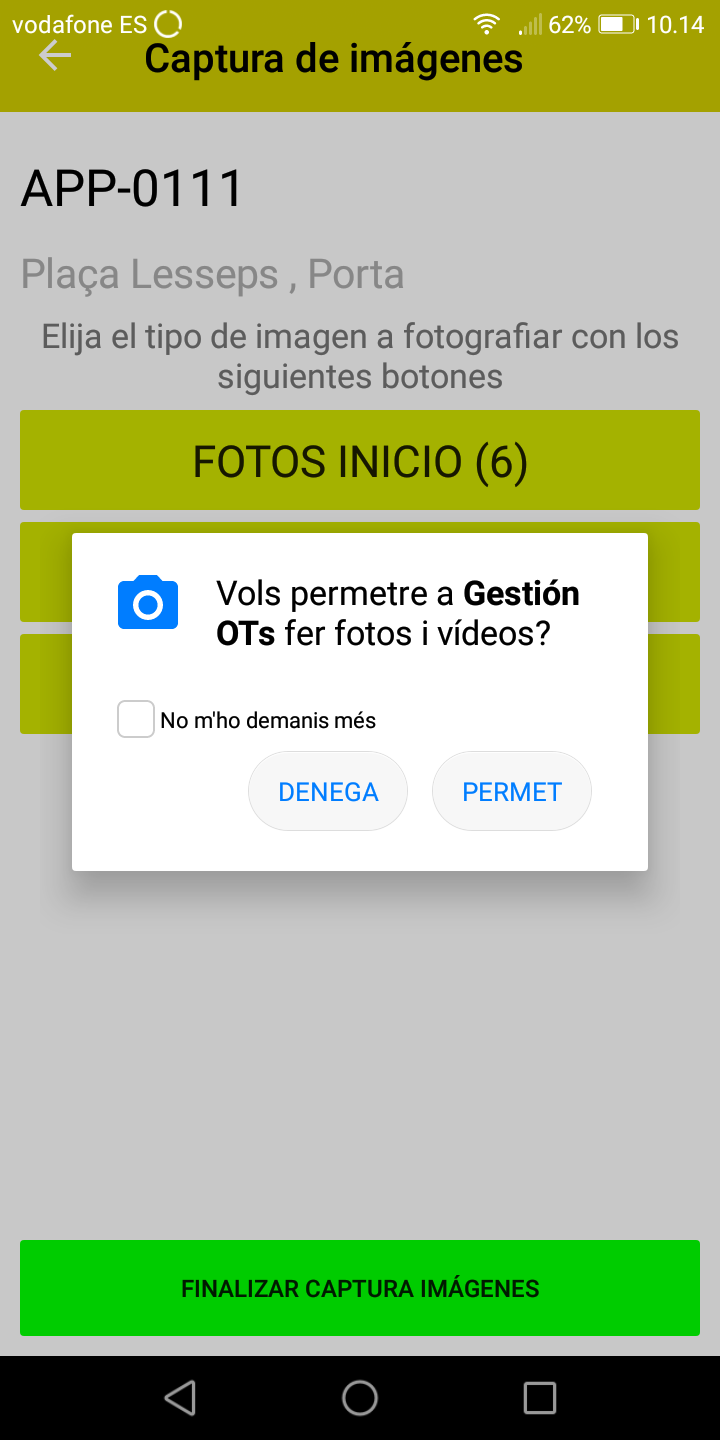 vodafone ES 62% 10.14
Captura de imágenes
APP-0111
Plaça Lesseps , Porta
Elija el tipo de imagen a fotografiar con los
siguientes botones
FOTOS INICIO (6)
Vols permetre a Gestión
OTs fer fotos i vídeos?
No m'ho demanis més
DENEGA PERMET
FINALIZAR CAPTURA IMÁGENES